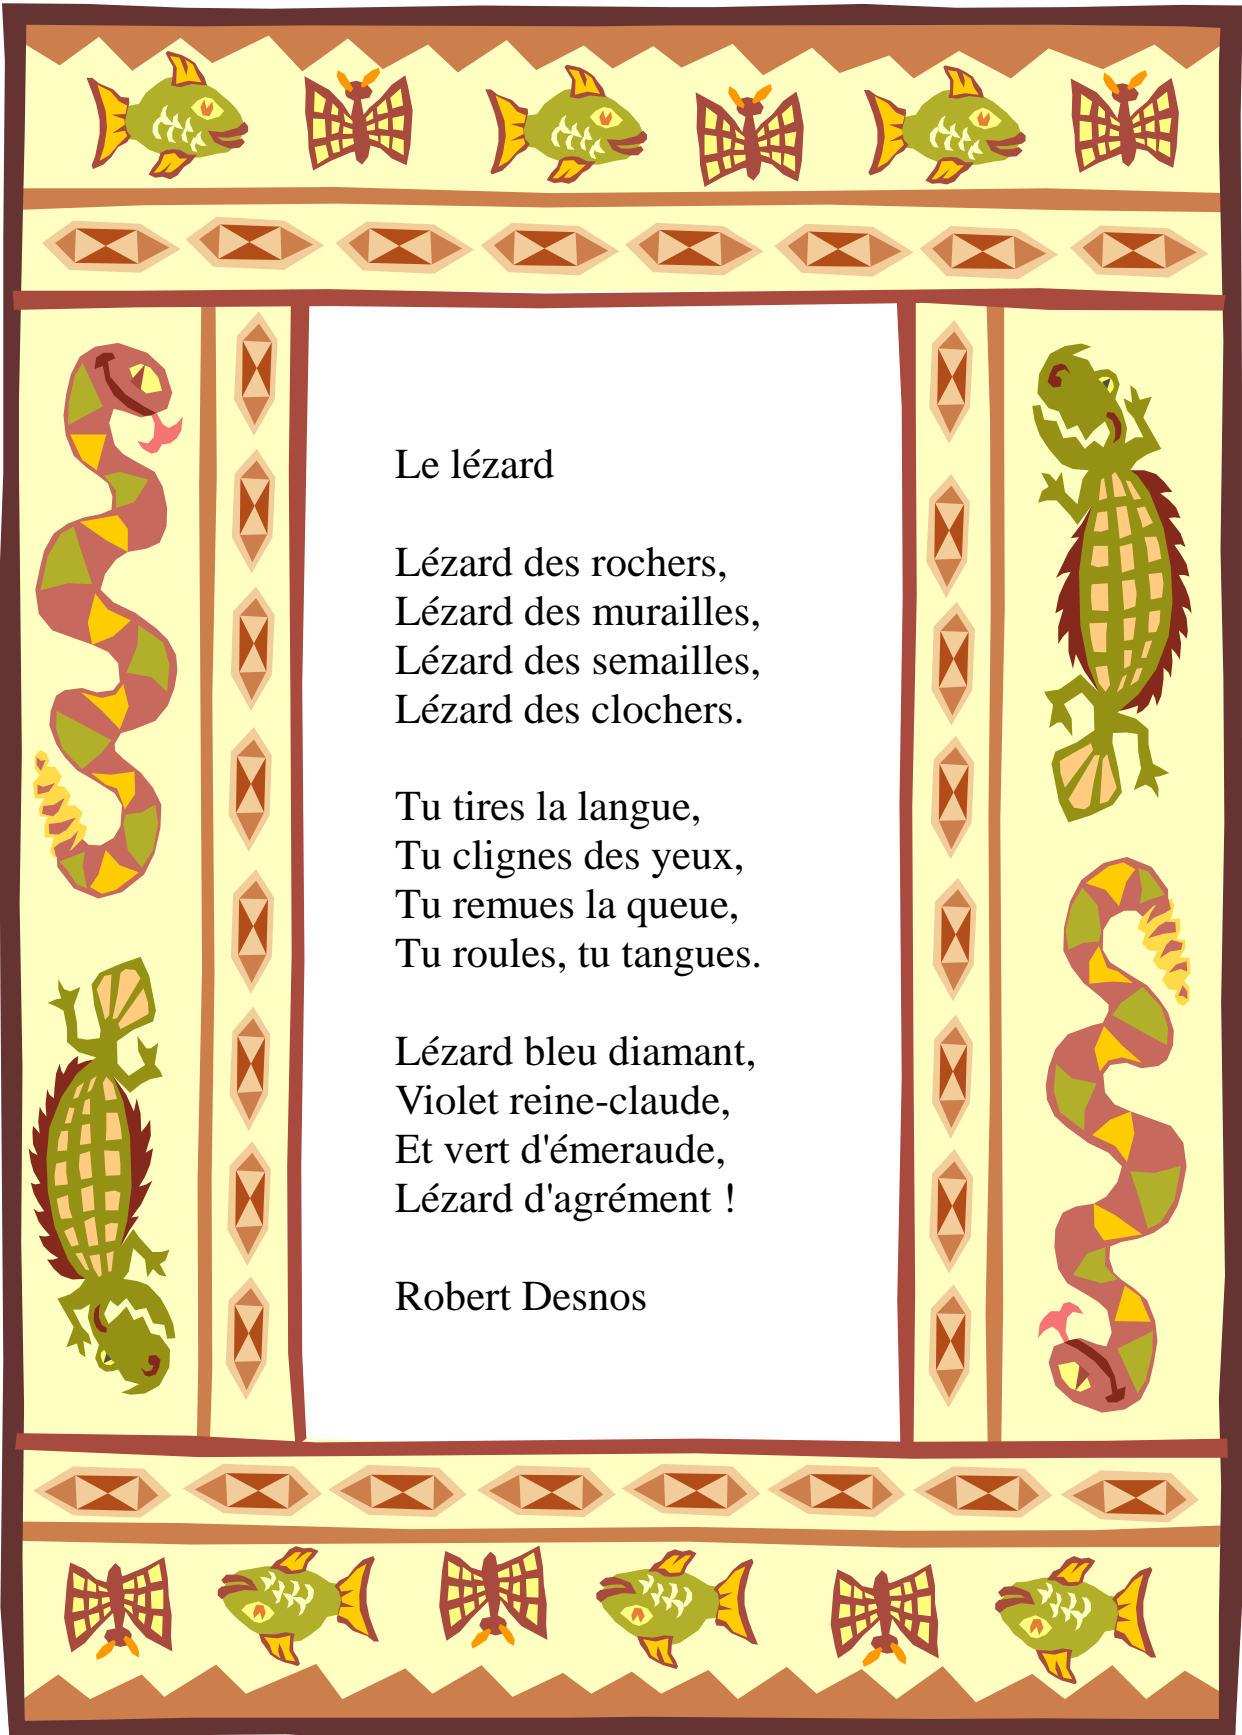 Le lézard
Lézard des rochers,
Lézard des murailles,
Lézard des semailles,
Lézard des clochers.
Tu tires la langue,
Tu clignes des yeux,
Tu remues la queue,
Tu roules, tu tangues.
Lézard bleu diamant,
Violet reine-claude,
Et vert d'émeraude,
Lézard d'agrément !
Robert Desnos